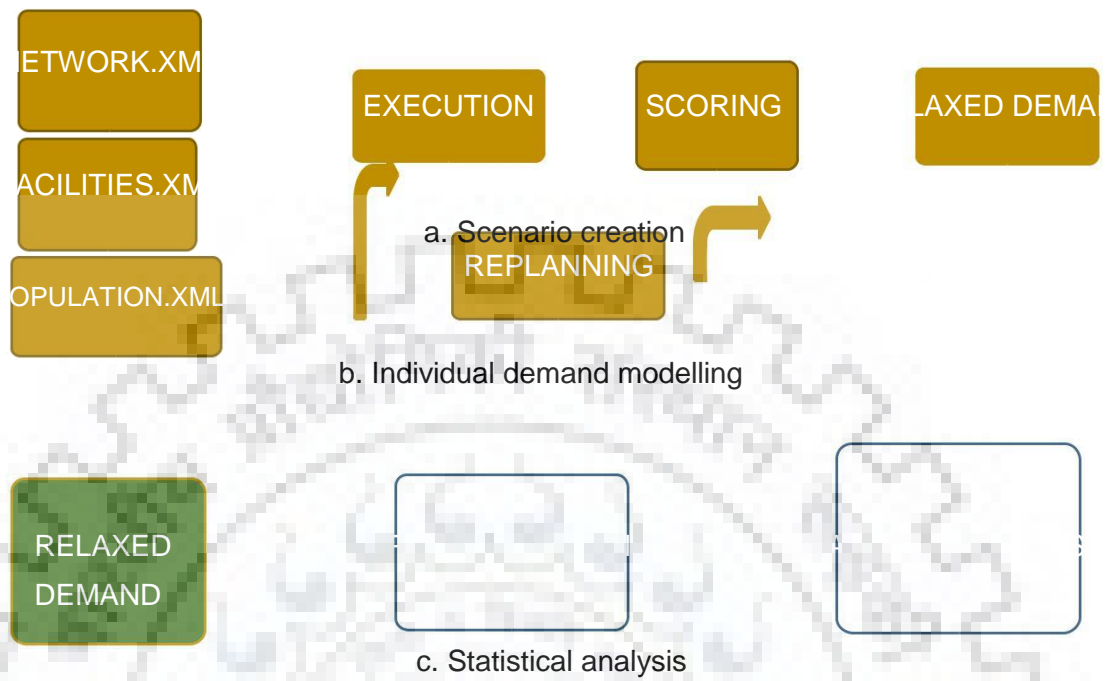 ETWORK.XM
EXECUTION
SCORING
LAXED DEMA
ACILITIES.XM
a. Scenario creation
REPLANNING
OPULATION.XML
b. Individual demand modelling
RELAXED
DEMAND
c. Statistical analysis